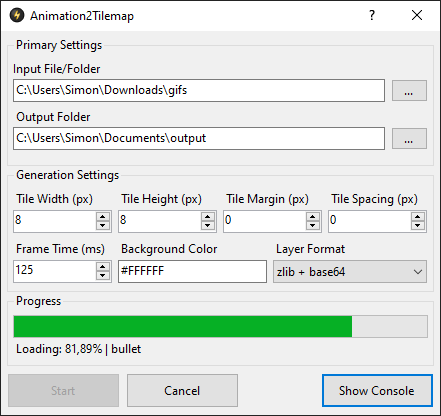 Animation2Tilemap
Primary Settings
Input File/Folder
C:\Users\Simon\Downloads\gifs
...
Output Folder
C:\Users\Simon\Documents\output
...
Generation Settings
Tile Width (px) Tile Height (px) Tile Margin (px) Tile Spacing (px)
8 8 0 0
Frame Time (ms) Background Color Layer Format
125 #FFFFFF zlib + base64
Progress
Loading: 81,89% | bullet
Start Cancel Show Console